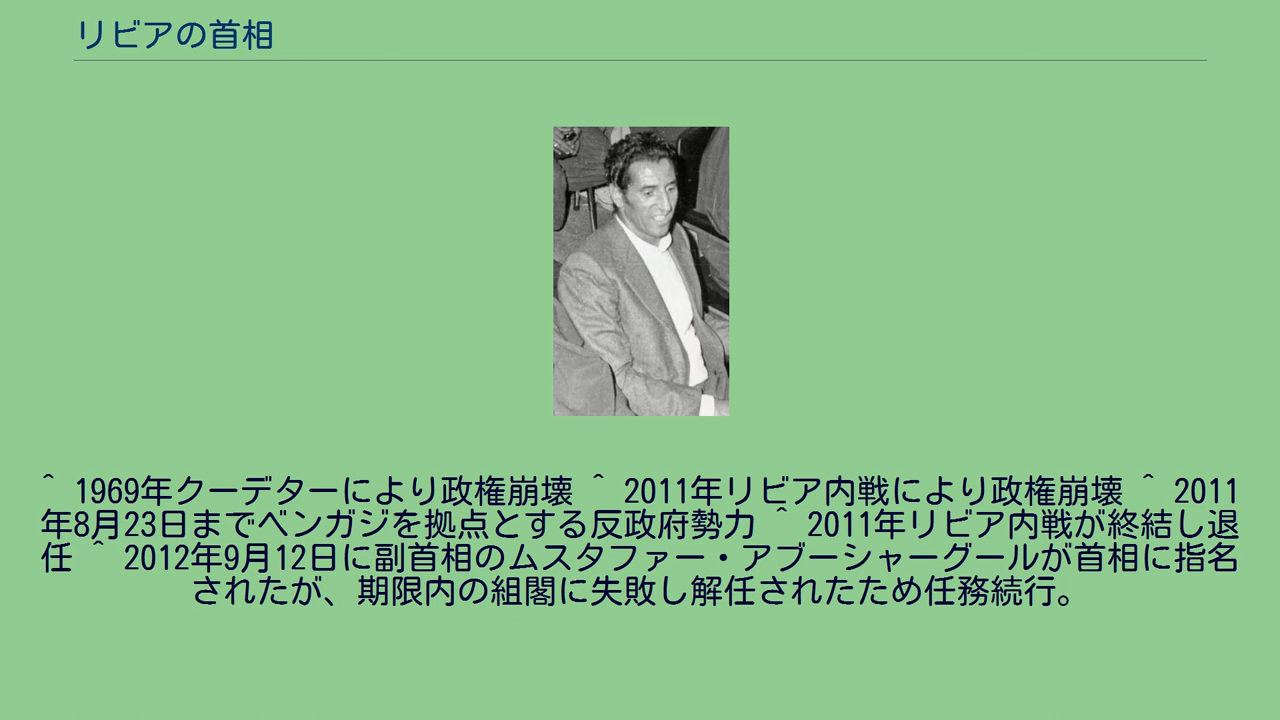 リビアの首相
^ 1969年クーデターにより政権崩壊 ^ 2011年リビア内戦により政権崩壊 ^ 2011
年8月23日までベンガジを拠点とする反政府勢力 ^ 2011年リビア内戦が終結し退
任 ^ 2012年9月12日に副首相のムスタファー・アブーシャーグールが首相に指名
されたが、期限内の組閣に失敗し解任されたため任務続行。